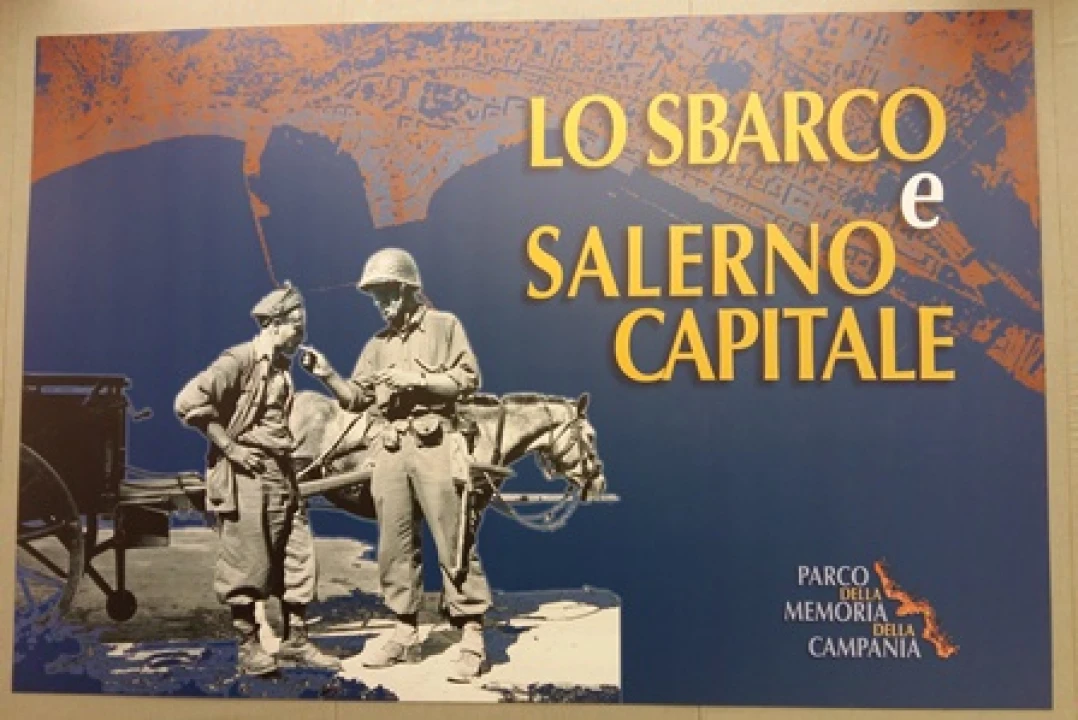 LO SBARCO
e
SALERNO
CAPITALE
PARCO
DELLA
MEMORIA
DELLA
CAMPANIA